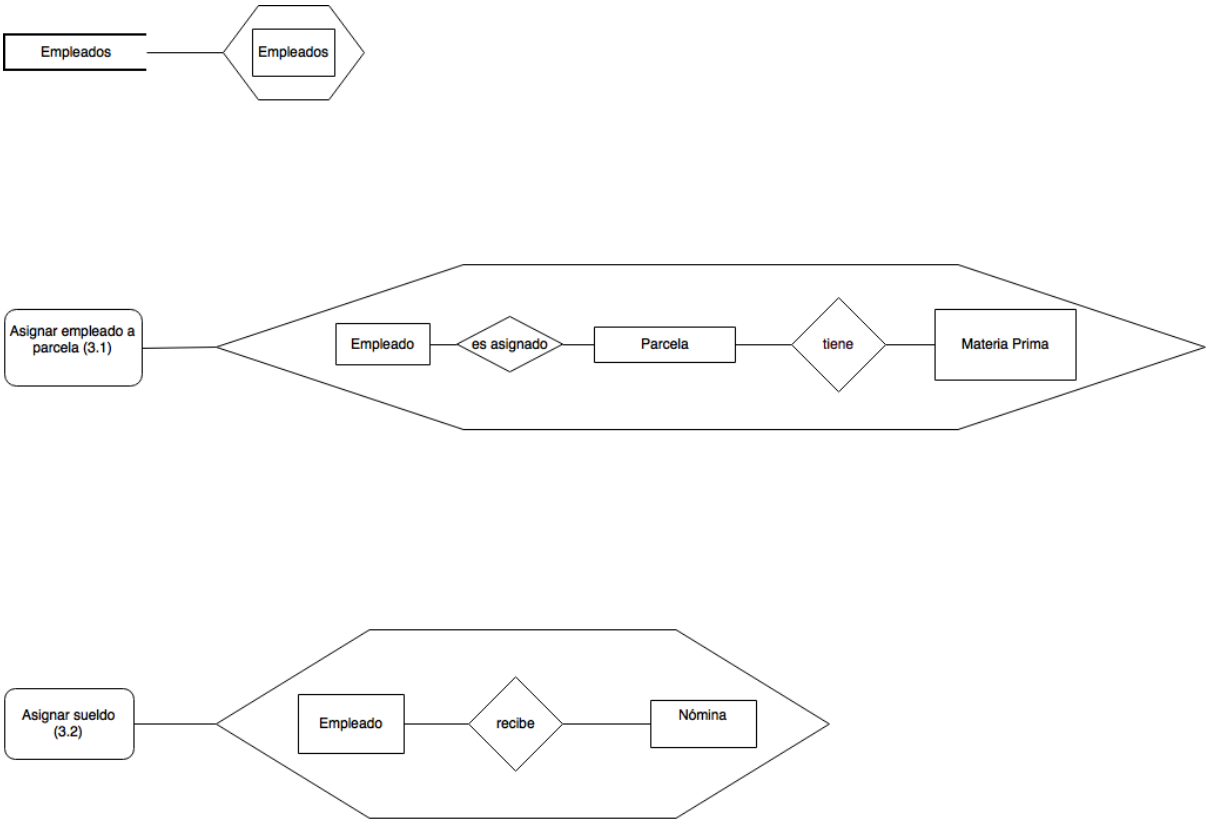 Empleados
Empleados
Asignar empleado a
parcela (3.1)
Empleado
es asignado
Parcela
tiene
Materia Prima
Asignar sueldo
(3.2)
Empleado
recibe
Nómina